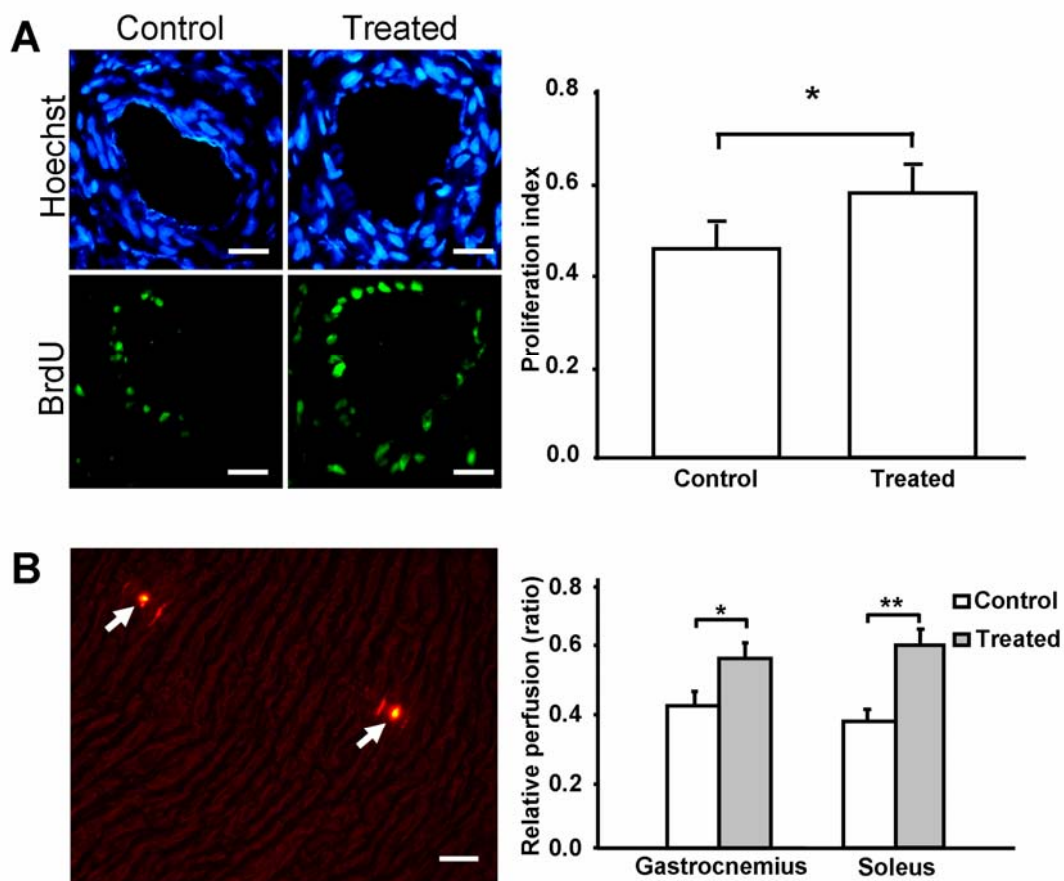 A
Control Treated
Hoechst
BrdU
Proliferation index
0.8
0.6
0.4
0.2
0.0
*
Control Treated
B
Relative perfusion (ratio)
0.8
0.6
0.4
0.2
0.0
* **
Control
Treated
Gastrocnemius Soleus